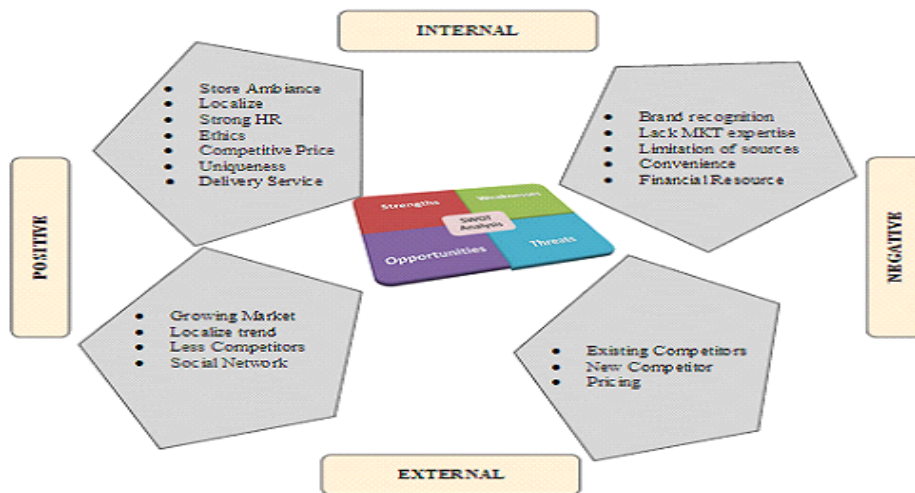 INTERNAL
Store Ambiance
Localize
Strong HR
Ethics
Competitive Price
Uniqueness
Delivery Service
Brand recognition
Lack MKT expertise
Limitation of sources
Convenience
Financial Resource
POSITIVE
Strengths
Weaknesses
SWOT
Analysis
Opportunities
Threats
NEGATIVE
Growing Market
Localize trend
Less Competitors
Social Network
Existing Competitors
New Competitor
Pricing
EXTERNAL